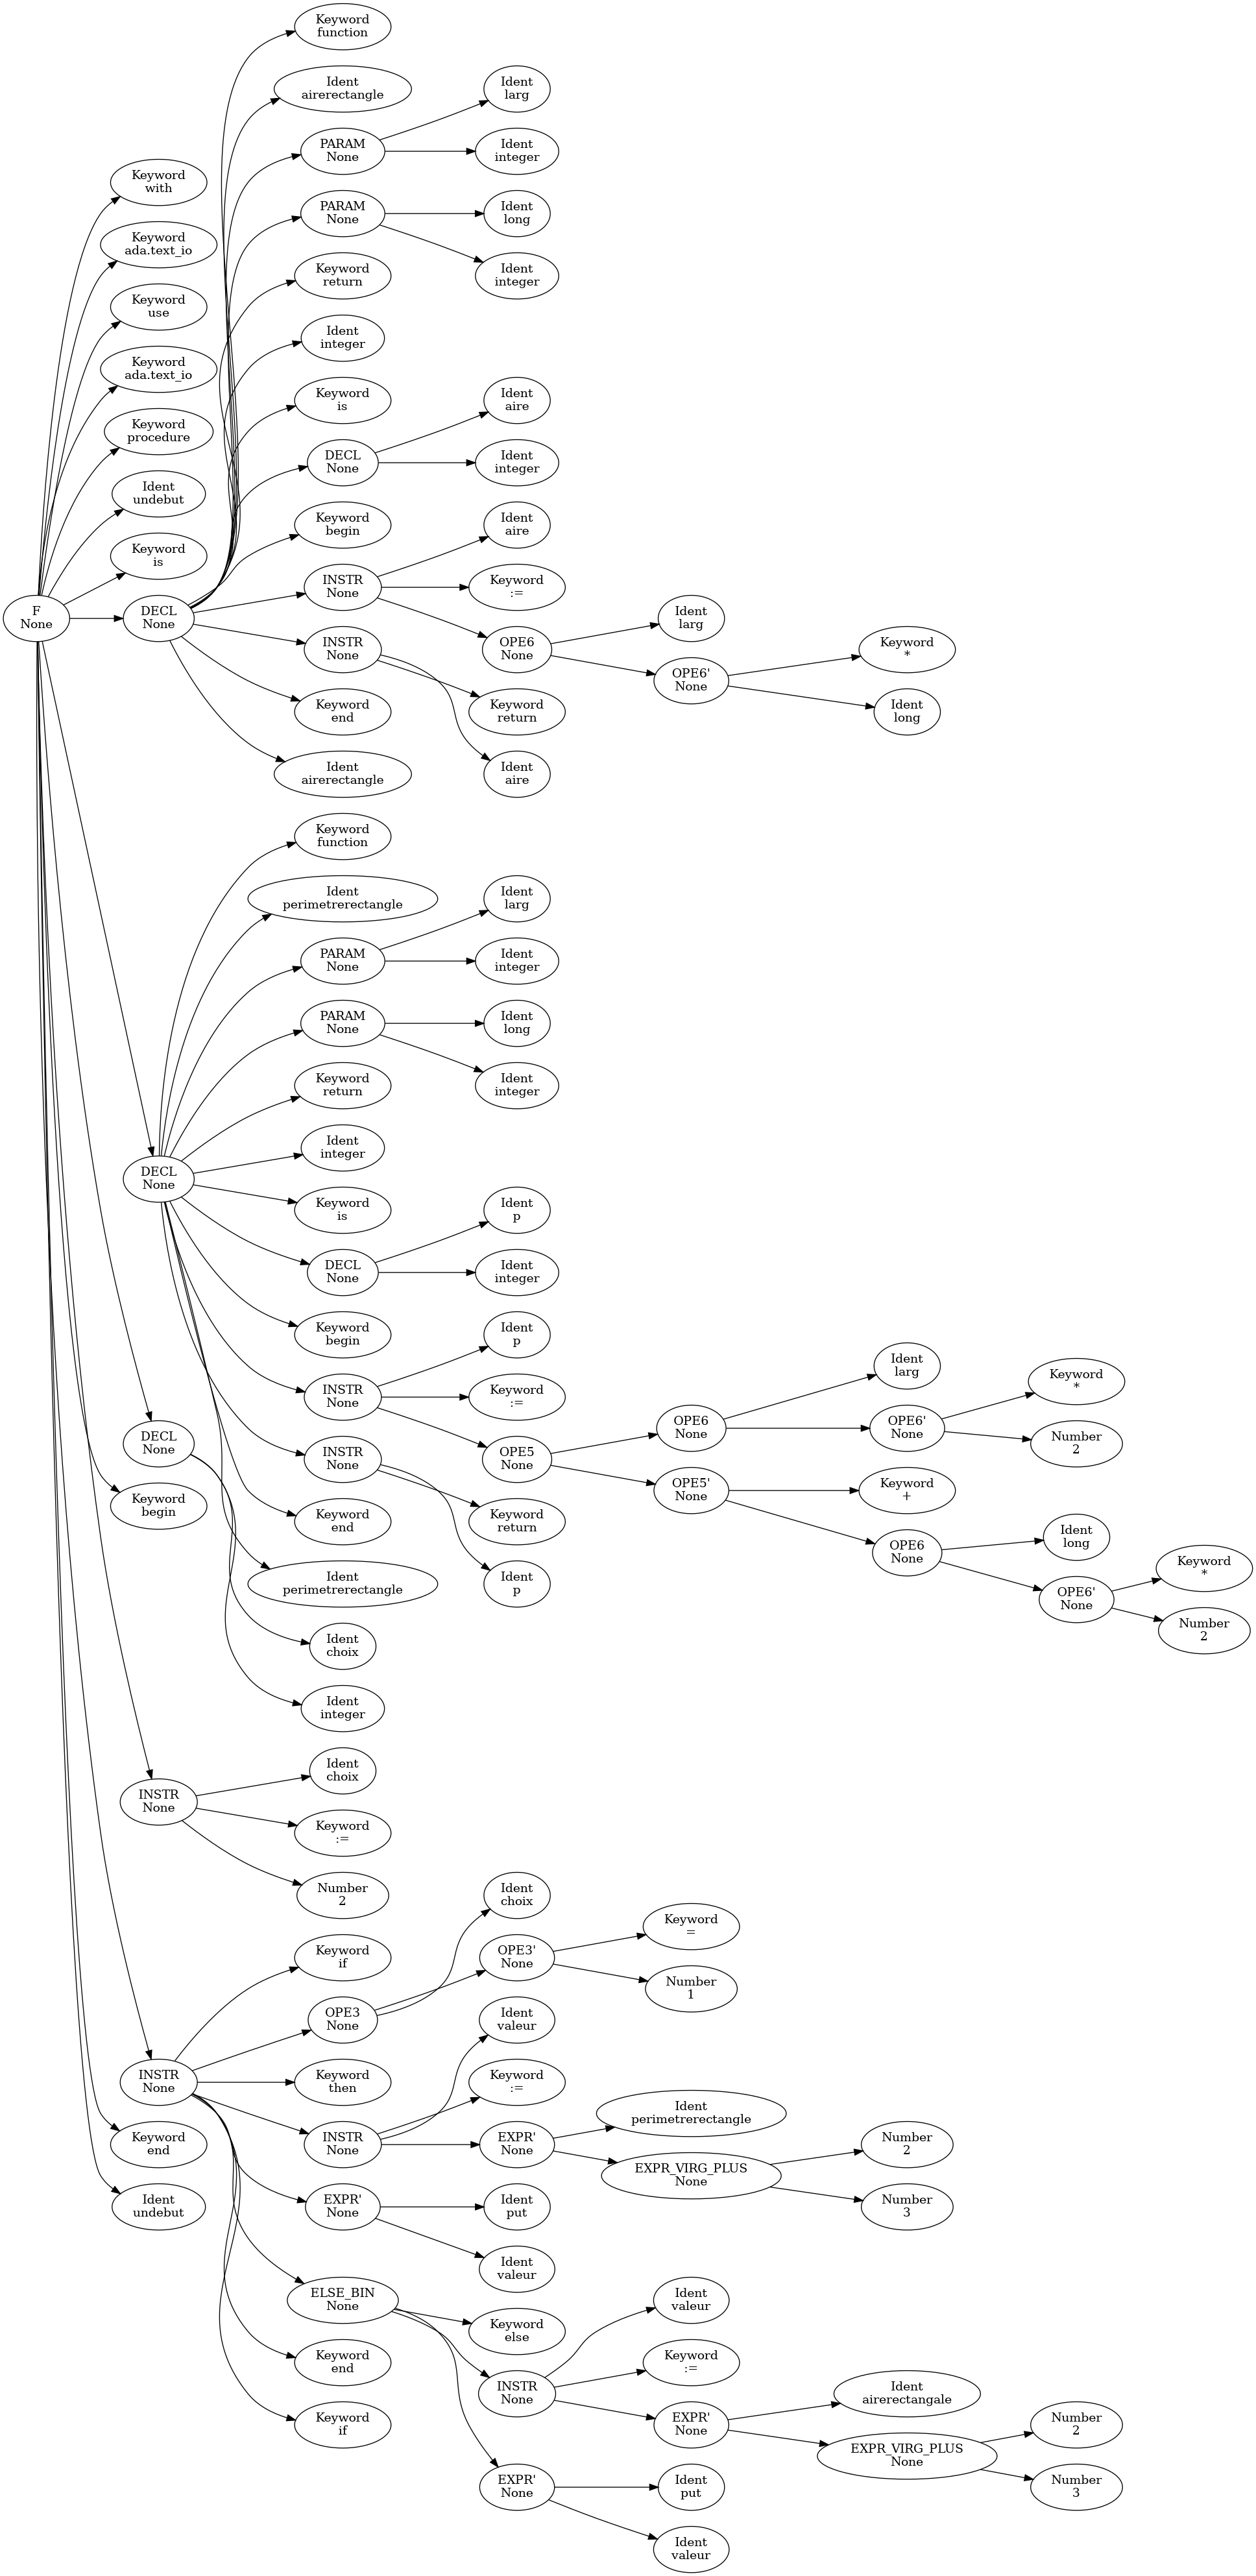 F
None
Keyword
with
Keyword
ada.text_io
Keyword
use
Keyword
ada.text_io
Keyword
procedure
Ident
undebut
Keyword
is
DECL
None
DECL
None
DECL
None
Keyword
begin
INSTR
None
INSTR
None
Keyword
end
Ident
undebut
Keyword
function
Ident
airerectangle
PARAM
None
PARAM
None
Keyword
return
Ident
integer
Keyword
is
DECL
None
Keyword
begin
INSTR
None
INSTR
None
Keyword
end
Ident
airerectangle
Keyword
function
Ident
perimetrerectangle
PARAM
None
PARAM
None
Keyword
return
Ident
integer
Keyword
is
DECL
None
Keyword
begin
INSTR
None
INSTR
None
Keyword
end
Ident
perimetrerectangle
Ident
choix
Ident
integer
Ident
choix
Keyword
:=
Number
2
Keyword
if
OPE3
None
Keyword
then
INSTR
None
EXPR'
None
ELSE_BIN
None
Keyword
end
Keyword
if
Ident
larg
Ident
integer
Ident
long
Ident
integer
Ident
aire
Ident
integer
Ident
aire
Keyword
:=
OPE6
None
Keyword
return
Ident
aire
Ident
larg
Ident
integer
Ident
long
Ident
integer
Ident
p
Ident
integer
Ident
p
Keyword
:=
OPE5
None
Keyword
return
Ident
p
Ident
choix
OPE3'
None
Ident
valeur
Keyword
:=
EXPR'
None
Ident
put
Ident
valeur
Keyword
else
INSTR
None
EXPR'
None
Ident
larg
OPE6'
None
OPE6
None
OPE5'
None
Keyword
=
Number
1
Ident
perimetrerectangle
EXPR_VIRG_PLUS
None
Ident
valeur
Keyword
:=
EXPR'
None
Ident
put
Ident
valeur
Keyword
*
Ident
long
Ident
larg
OPE6'
None
Keyword
+
OPE6
None
Number
2
Number
3
Ident
airerectangale
EXPR_VIRG_PLUS
None
Keyword
*
Number
2
Ident
long
OPE6'
None
Number
2
Number
3
Keyword
*
Number
2